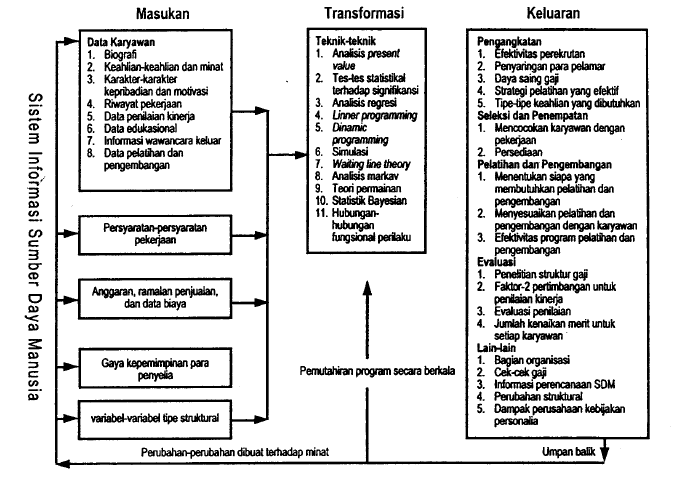 Masukan
Transformasi
Keluaran
Sistem Informasi Sumber Daya Manusia
Data Karyawan
1. Biografi
2. Keahlian-keahlian dan minat
3. Karakter-karakter
kepribadian dan motivasi
4. Riwayat pekerjaan
5. Data penilaian kinerja
6. Data edukasional
7. Informasi wawancara keluar
8. Data pelatihan dan
pengembangan
Persyaratan-persyaratan
pekerjaan
Anggaran, ramalan penjualan,
dan data biaya
Gaya kepemimpinan para
penyelia
variabel-variabel tipe struktural
Teknik-teknik
1. Analisis present
value
2. Tes-tes statistikal
terhadap signifikansi
3. Analisis regresi
4. Linner programming
5. Dinamic
programming
6. Simulasi
7. Waiting line theory
8. Analisis markav
9. Teori permainan
10. Statistik Bayesian
11. Hubungan-
hubungan
fungsional perilaku
Pemutahiran program secara berkala
Pengangkatan
1. Efektivitas perekrutan
2. Penyaringan para pelamar
3. Daya saing gaji
4. Strategi pelatihan yang efektif
5. Tipe-tipe keahlian yang dibutuhkan
Seleksi dan Penempatan
1. Mencocokan karyawan dengan
pekerjaan
2. Persediaan
Pelatihan dan Pengembangan
1. Menentukan siapa yang
membutuhkan pelatihan dan
pengembangan
2. Menyesuaikan pelatihan dan
pengembangan dengan karyawan
3. Efektivitas program pelatihan dan
pengembangan
Evaluasi
1. Penelitian struktur gaji
2. Faktor-2 pertimbangan untuk
penilaian kinerja
3. Evaluasi penilaian
4. Jumlah kenaikan merit untuk
setiap karyawan
Lain-lain
1. Bagian organisasi
2. Cek-cek gaji
3. Informasi perencanaan SDM
4. Perubahan struktural
5. Dampak perusahaan kebijakan
personalia
Perubahan-perubahan dibuat terhadap minat
Umpan balik